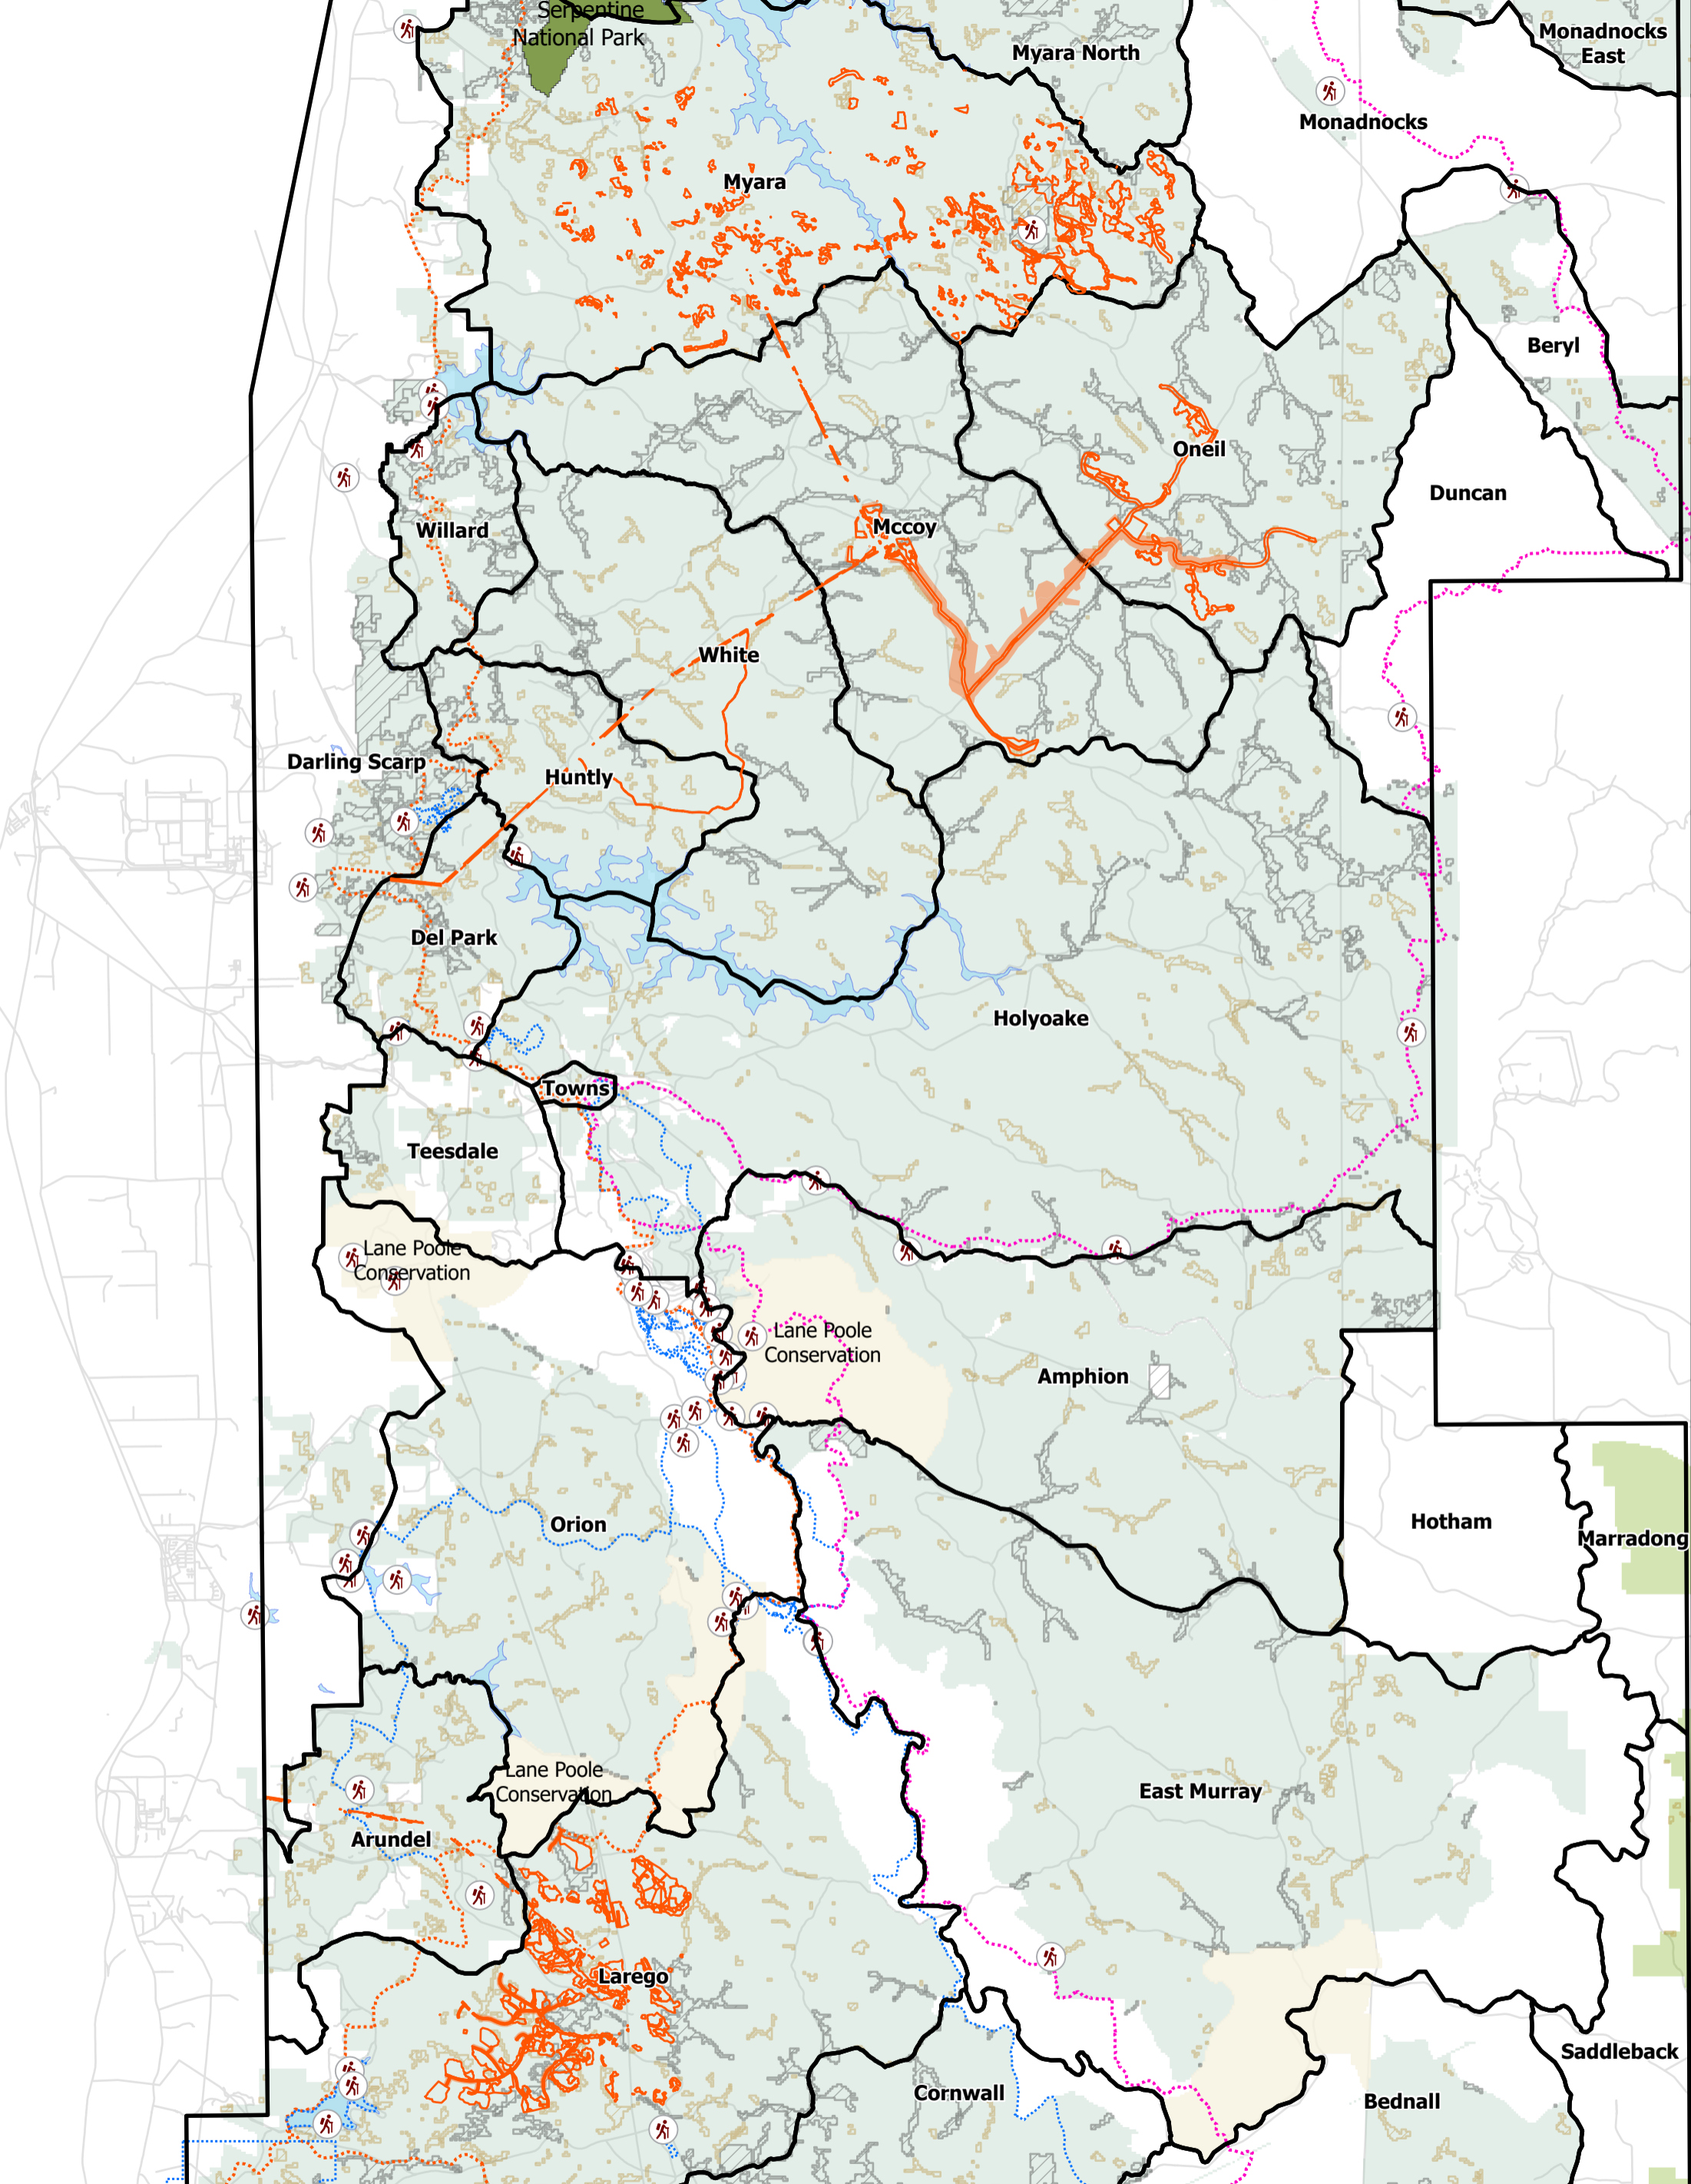 Serpentine
National Park
Myara North
Monadnocks
East
Monadnocks
Myara
Beryl
Oneil
Duncan
Mccoy
Willard
White
Darling Scarp
Huntly
Del Park
Holyoake
Towns
Teesdale
Lane Poole
Conservation
Lane Poole
Conservation
Amphion
Orion
Hotham
Marradong
Lane Poole
Conservation
East Murray
Arundel
Larego
Saddleback
Cornwall
Bednall